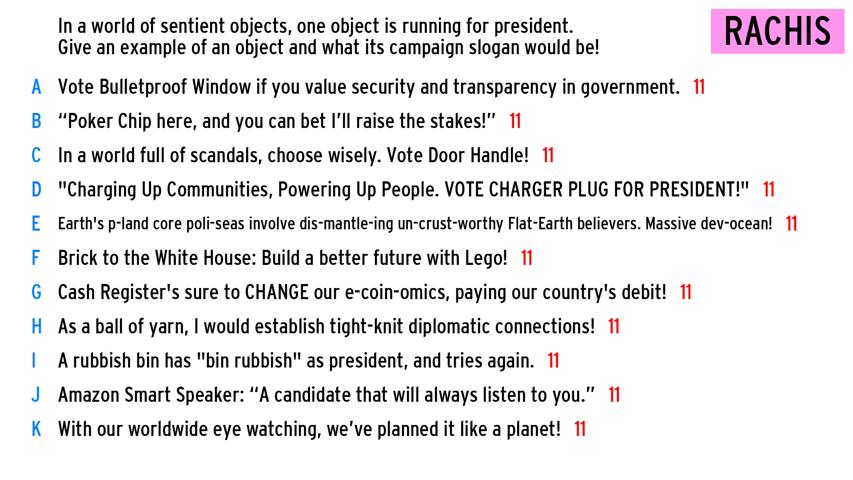 In a world of sentient objects, one object is running for president.
Give an example of an object and what its campaign slogan would be!
RACHIS
A Vote Bulletproof Window if you value security and transparency in government. 11
B “Poker Chip here, and you can bet I’ll raise the stakes!” 11
C In a world full of scandals, choose wisely. Vote Door Handle! 11
D "Charging Up Communities, Powering Up People. VOTE CHARGER PLUG FOR PRESIDENT!" 11
E Earth's p-land core poli-seas involve dis-mantle-ing un-crust-worthy Flat-Earth believers. Massive dev-ocean! 11
F Brick to the White House: Build a better future with Lego! 11
G Cash Register's sure to CHANGE our e-coin-omics, paying our country's debit! 11
H As a ball of yarn, I would establish tight-knit diplomatic connections! 11
I A rubbish bin has "bin rubbish" as president, and tries again. 11
J Amazon Smart Speaker: “A candidate that will always listen to you.” 11
K With our worldwide eye watching, we’ve planned it like a planet! 11